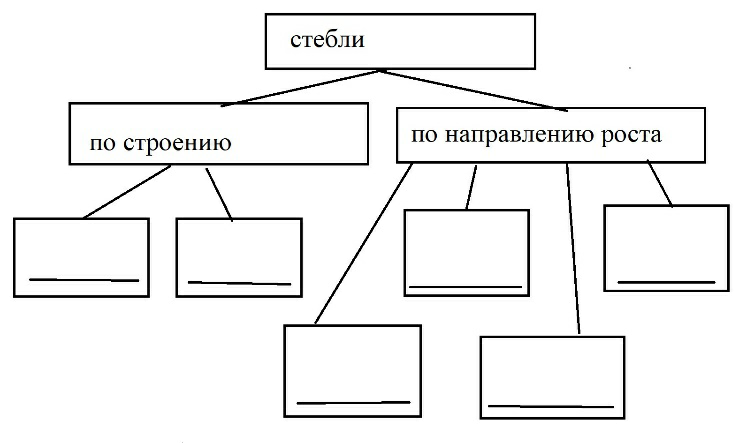 стебли
по строению
по направлению роста